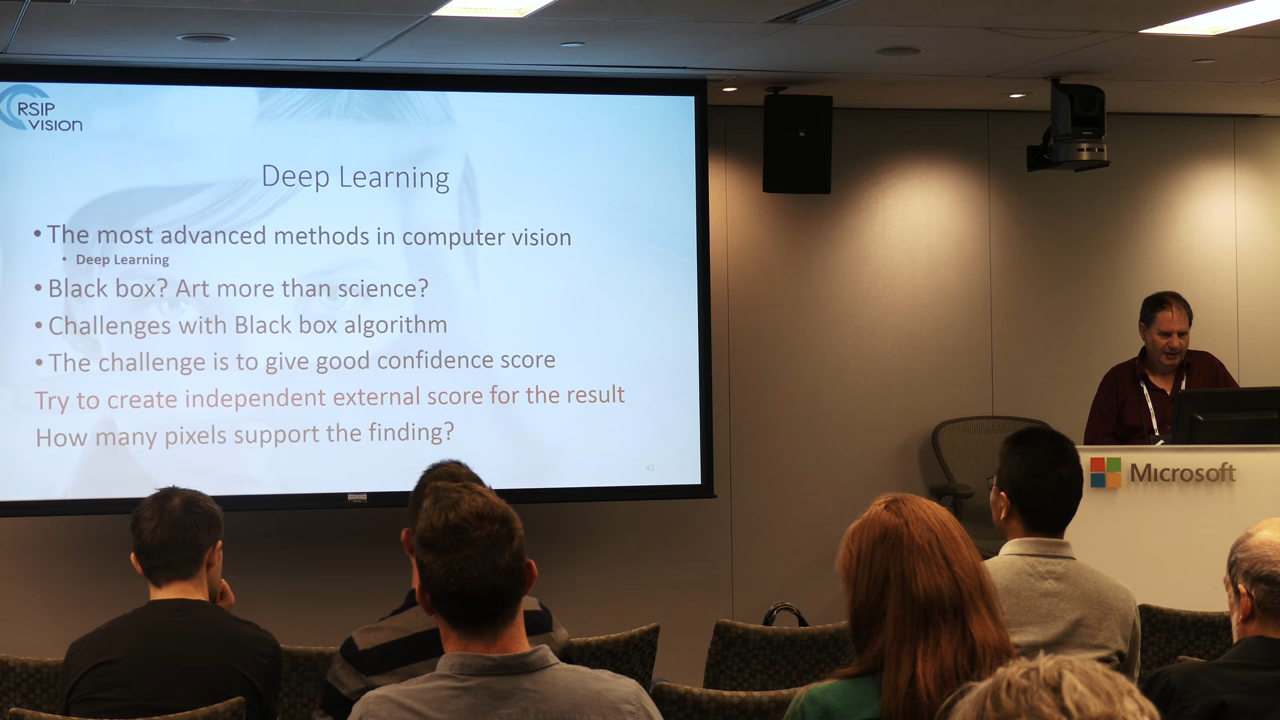 RSIP
VISION
Deep Learning
• The most advanced methods in computer vision
• Deep Learning
• Black box? Art more than science?
• Challenges with Black box algorithm
• The challenge is to give good confidence score
Try to create independent external score for the result
How many pixels support the finding?
42
Microsoft